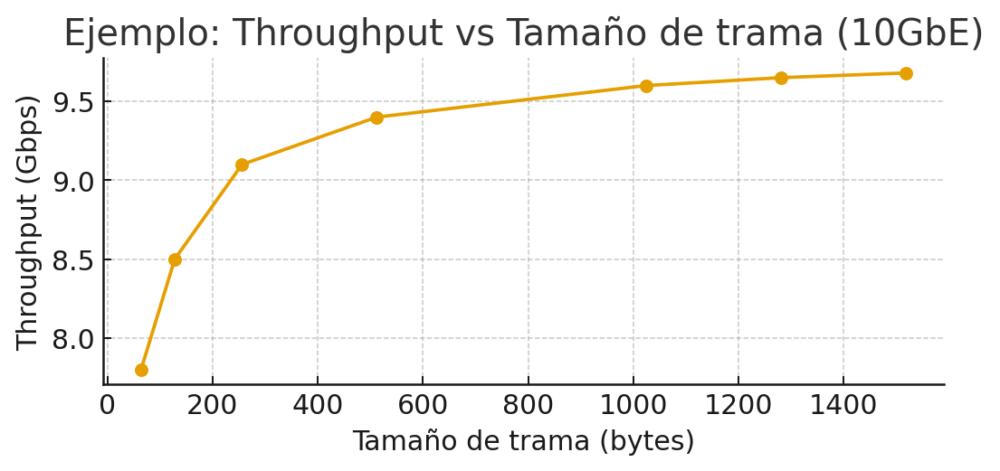 Ejemplo: Throughput vs Tamaño de trama (10GbE)
Throughput (Gbps)
9.5
9.0
8.5
8.0
0 200 400 600 800 1000 1200 1400
Tamaño de trama (bytes)